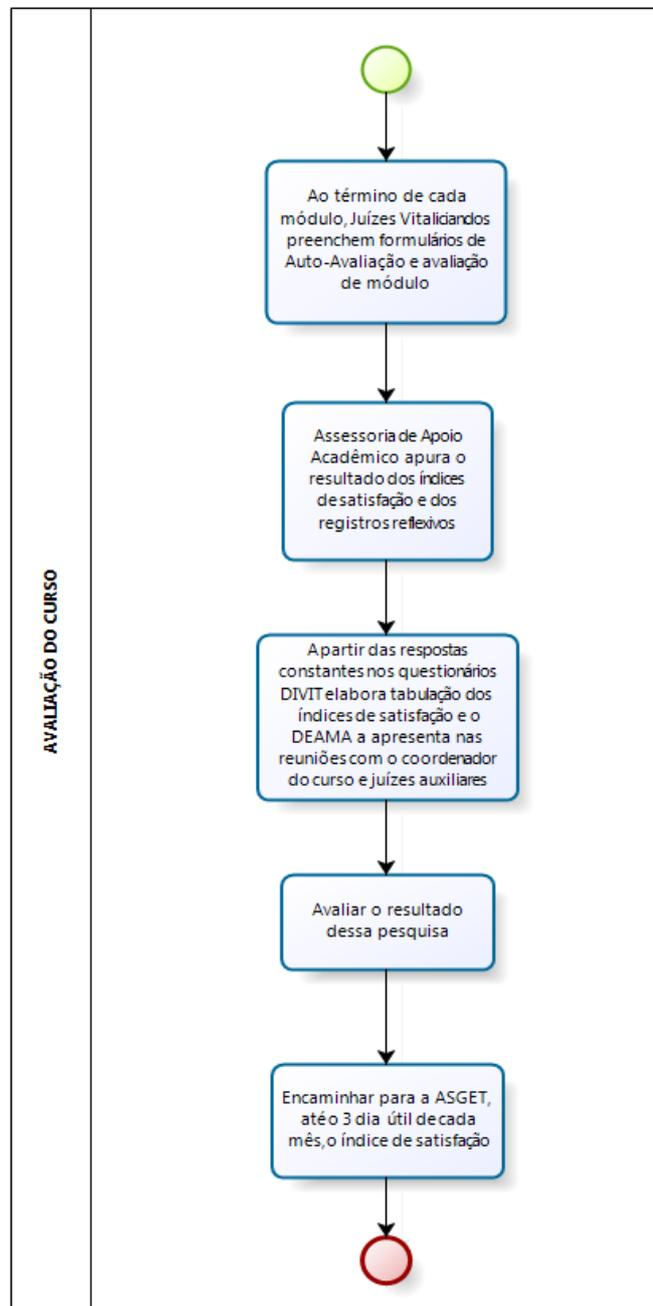 AVALIAÇÃO DO CURSO
Ao término de cada
módulo, Juízes Vitaliciandos
preenchem formulários de
Auto-Avaliação e avaliação
de módulo
Assessoria de Apoio
Acadêmico apura o
resultado dos índices
de satisfação e dos
registros reflexivos
A partir das respostas
constantes nos questionários
DIVIT elabora tabulação dos
índices de satisfação e o
DEAMA a apresenta nas
reuniões com o coordenador
do curso e juízes auxiliares
Avaliar o resultado
dessa pesquisa
Encaminhar para a ASGET,
até o 3 dia útil de cada
mês, o índice de satisfação